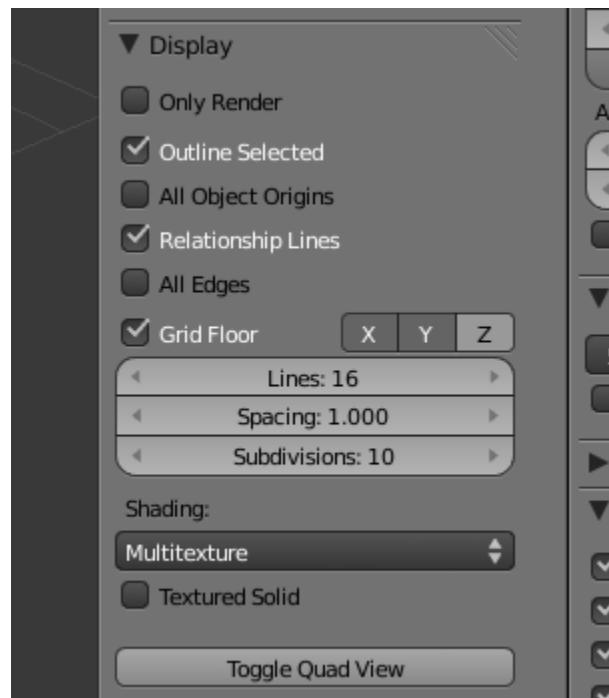 Display
Only Render
Outline Selected
All Object Origins
Relationship Lines
All Edges
Grid Floor X Y Z
Lines: 16
Spacing: 1.000
Subdivisions: 10
Shading:
Multitexture
Textured Solid
Toggle Quad View